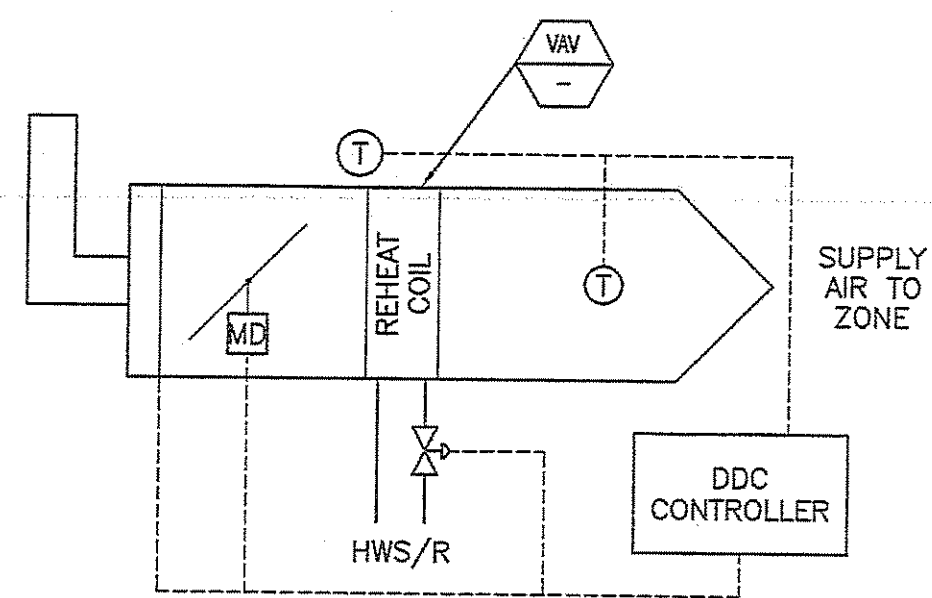 VAV
-
T
REHEAT
COIL
T
MD
SUPPLY
AIR TO
ZONE
DDC
CONTROLLER
HWS/R